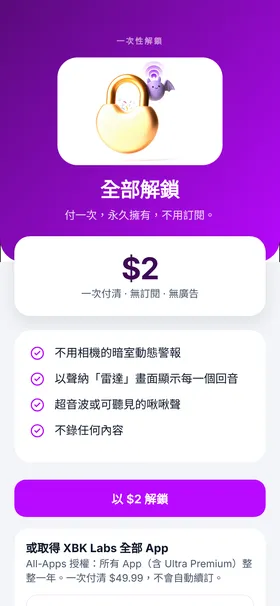 一次性解鎖
全部解鎖
付一次，永久擁有，不用訂閱。
$2
一次付清 · 無訂閱 · 無廣告
不用相機的暗室動態警報
以聲納「雷達」畫面顯示每一個回音
超音波或可聽見的啾啾聲
不錄任何內容
以 $2 解鎖
或取得 XBK Labs 全部 App
All-Apps 授權：所有 App（含 Ultra Premium）整
整一年。一次付清 $49.99，不會自動續訂。